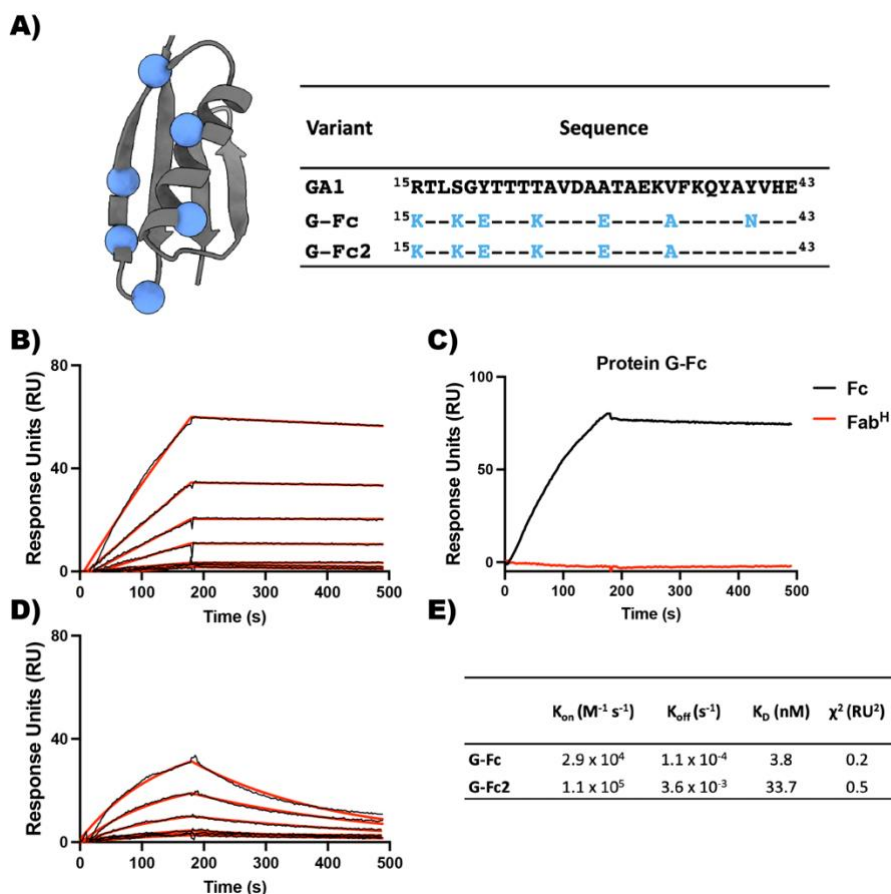 A)
Variant Sequence
GA1 ¹⁵RTLSGYTTTTAVDAATAEKVFKQYAYVHE⁴³
G-Fc ¹⁵K--K-E---K----E----A-----N---⁴³
G-Fc2 ¹⁵K--K-E---K----E----A---------⁴³
B)
Response Units (RU)
80
40
0
0 100 200 300 400 500
Time (s)
C)
Protein G-Fc
Response Units (RU)
100
50
0
0 100 200 300 400 500
Time (s)
Fc
Fabᴴ
D)
Response Units (RU)
80
40
0
0 100 200 300 400 500
Time (s)
E)
Kₒₙ (M⁻¹ s⁻¹) K_off (s⁻¹) K_D (nM) χ² (RU²)
G-Fc 2.9 x 10⁴ 1.1 x 10⁻⁴ 3.8 0.2
G-Fc2 1.1 x 10⁵ 3.6 x 10⁻³ 33.7 0.5